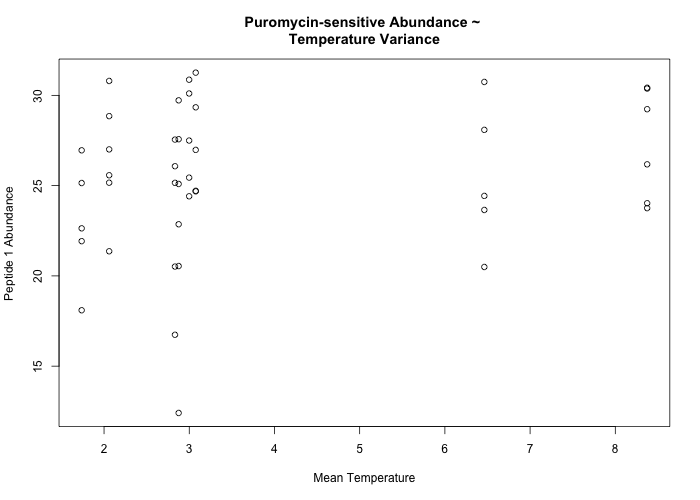 Puromycin-sensitive Abundance ~
Temperature Variance
30
25
20
15
Peptide 1 Abundance
2 3 4 5 6 7 8
Mean Temperature